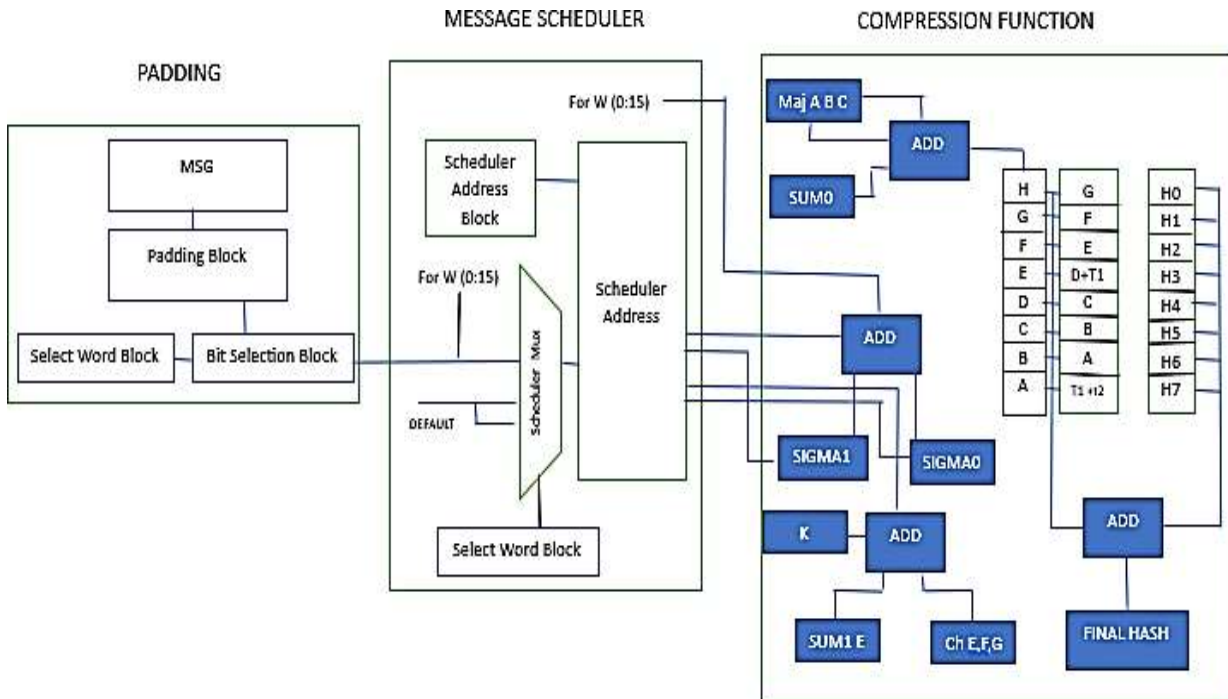 MESSAGE SCHEDULER
COMPRESSION FUNCTION
PADDING
MSG
Padding Block
Select Word Block
Bit Selection Block
For W (0:15)
Scheduler
Address
Block
For W (0:15)
Scheduler Mux
DEFAULT
Scheduler
Address
Select Word Block
Maj A B C
ADD
SUM0
ADD
SIGMA1
SIGMA0
K
ADD
SUM1 E
Ch E,F,G
H
G
F
E
D
C
B
A
G
F
E
D+T1
C
B
A
T1 +t2
H0
H1
H2
H3
H4
H5
H6
H7
ADD
FINAL HASH